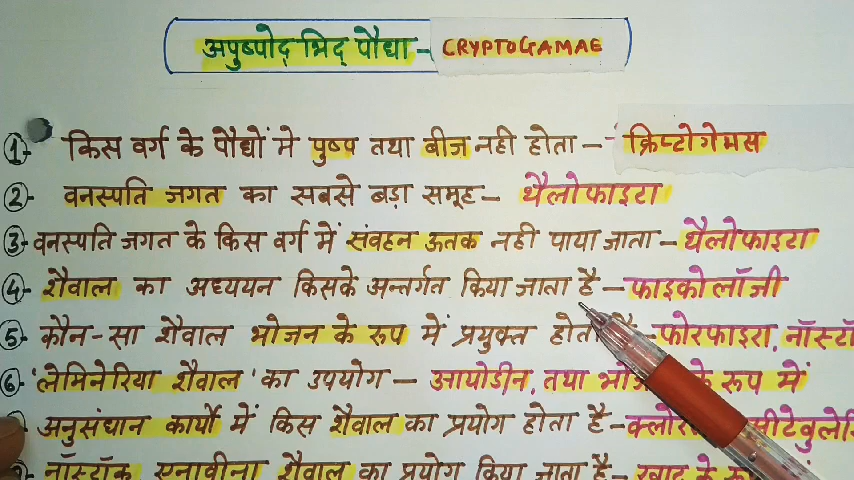 अपुष्पोद् भिद् पौद्या - CRYPTOGAMAE
①- किस वर्ग के पौद्यों मे पुष्प तथा बीज नही होता - क्रिप्टोगेमस
②- वनस्पति जगत का सबसे बड़ा समूह - थैलोफाइटा
③- वनस्पति जगत के किस वर्ग में संवहन ऊतक नही पाया जाता - थैलोफाइटा
④- शैवाल का अध्ययन किसके अन्तर्गत किया जाता है - फाइकोलॉजी
⑤- कौन-सा शैवाल भोजन के रूप में प्रयुक्त होता - फोरफाइरा, नॉस्टॉ
⑥- 'लेमिनेरिया शैवाल' का उपयोग - आयोडीन, तथा के रूप में
अनुसंधान कार्यो में किस शैवाल का प्रयोग होता है -
नॉस्टॉक एनाबीना शैवाल का प्रयोग किया जाता है - खाद के